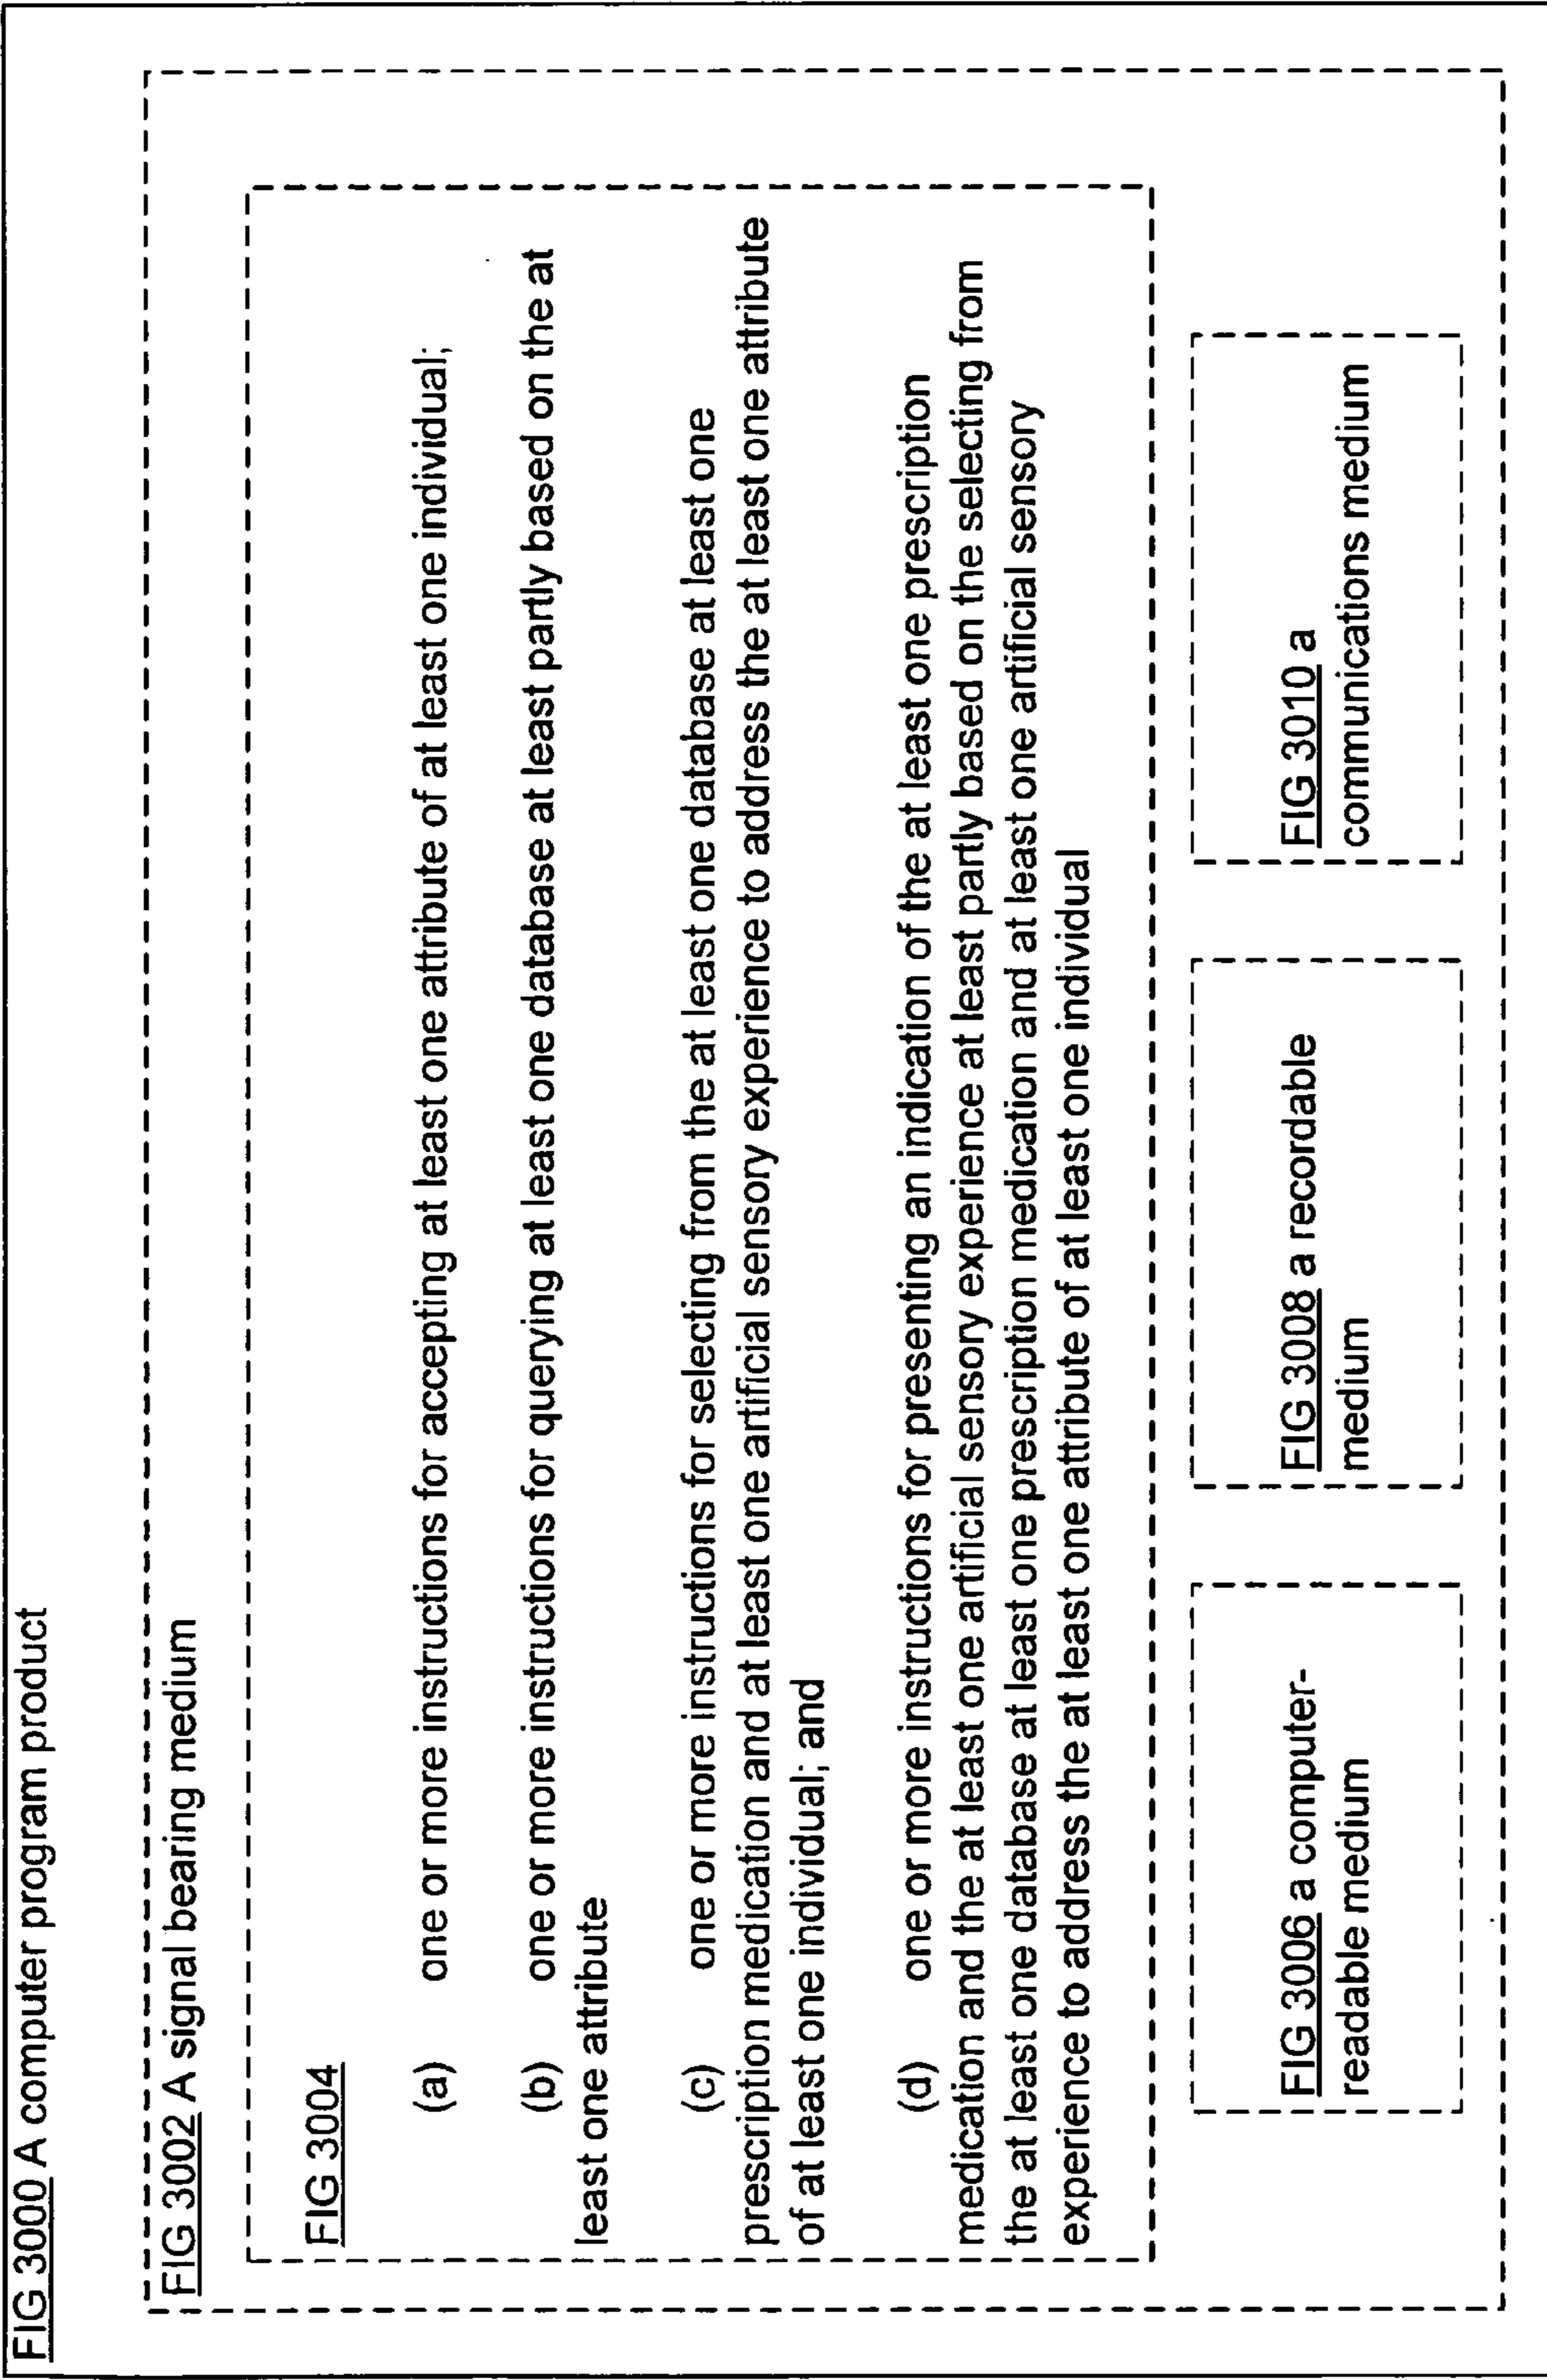 FIG 3000 A computer program product
FIG 3002 A signal bearing medium
FIG 3004
(a) one or more instructions for accepting at least one attribute of at least one individual;
(b) one or more instructions for querying at least one database at least partly based on the at
least one attribute
(c) one or more instructions for selecting from the at least one database at least one
prescription medication and at least one artificial sensory experience to address the at least one attribute
of at least one individual; and
(d) one or more instructions for presenting an indication of the at least one prescription
medication and the at least one artificial sensory experience at least partly based on the selecting from
the at least one database at least one prescription medication and at least one artificial sensory
experience to address the at least one attribute of at least one individual
FIG 3006 a computer-
readable medium
FIG 3008 a recordable
medium
FIG 3010 a
communications medium